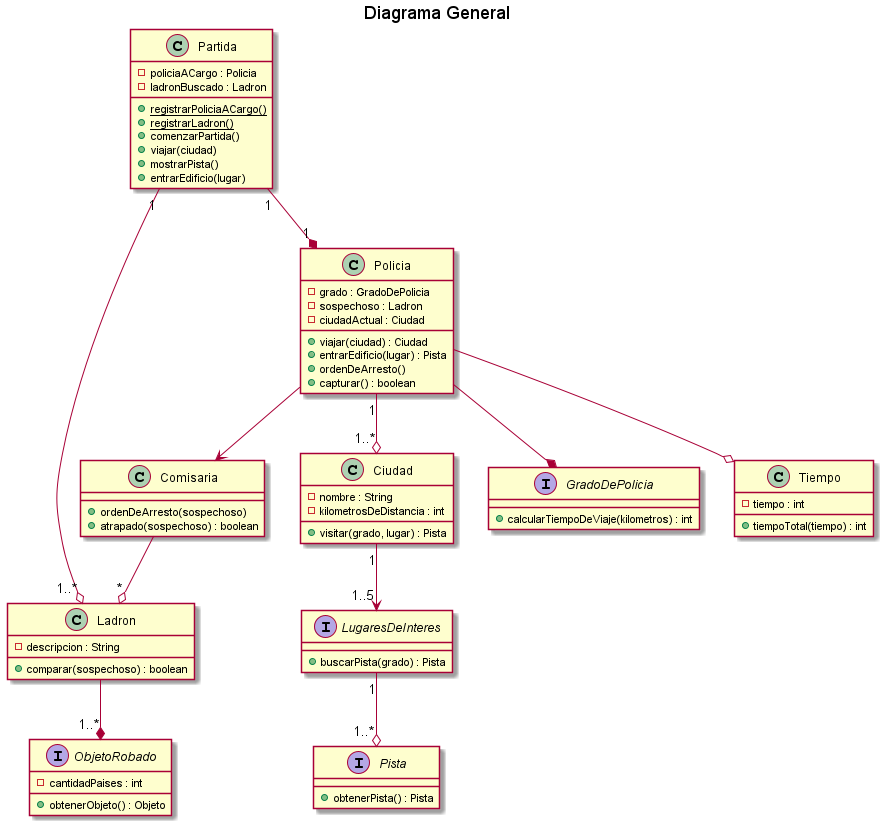 Diagrama General
C Partida
policiaACargo : Policia
ladronBuscado : Ladron
registrarPoliciaACargo()
registrarLadron()
comenzarPartida()
viajar(ciudad)
mostrarPista()
entrarEdificio(lugar)
1
1
1
C Policia
grado : GradoDePolicia
sospechoso : Ladron
ciudadActual : Ciudad
viajar(ciudad) : Ciudad
entrarEdificio(lugar) : Pista
ordenDeArresto()
capturar() : boolean
1
1..*
C Comisaria
ordenDeArresto(sospechoso)
atrapado(sospechoso) : boolean
C Ciudad
nombre : String
kilometrosDeDistancia : int
visitar(grado, lugar) : Pista
I GradoDePolicia
calcularTiempoDeViaje(kilometros) : int
C Tiempo
tiempo : int
tiempoTotal(tiempo) : int
1..*
*
1
1..5
C Ladron
descripcion : String
comparar(sospechoso) : boolean
I LugaresDeInteres
buscarPista(grado) : Pista
1..*
1
1..*
I ObjetoRobado
cantidadPaises : int
obtenerObjeto() : Objeto
I Pista
obtenerPista() : Pista